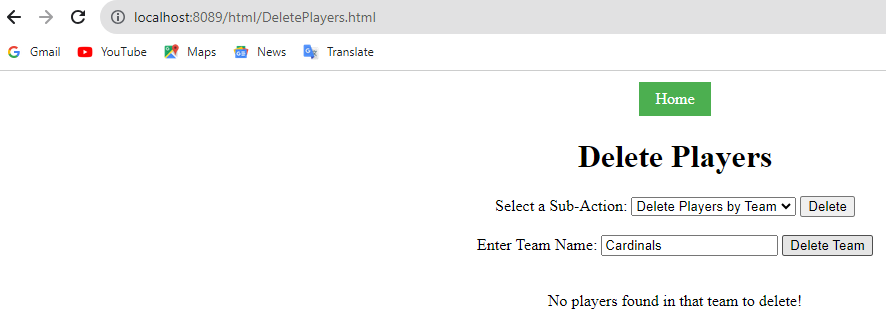 localhost:8089/html/DeletePlayers.html
Gmail YouTube Maps News Translate
Home
Delete Players
Select a Sub-Action: Delete Players by Team Delete
Enter Team Name: Cardinals Delete Team
No players found in that team to delete!